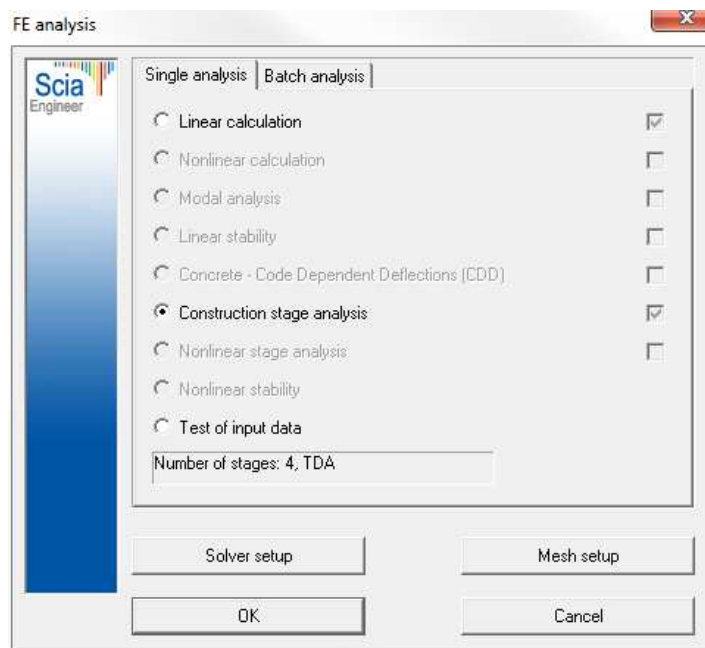 FE analysis
Scia
Engineer
Single analysis
Batch analysis
Linear calculation
Nonlinear calculation
Modal analysis
Linear stability
Concrete - Code Dependent Deflections (CDD)
Construction stage analysis
Nonlinear stage analysis
Nonlinear stability
Test of input data
Number of stages: 4, TDA
Solver setup
Mesh setup
OK
Cancel